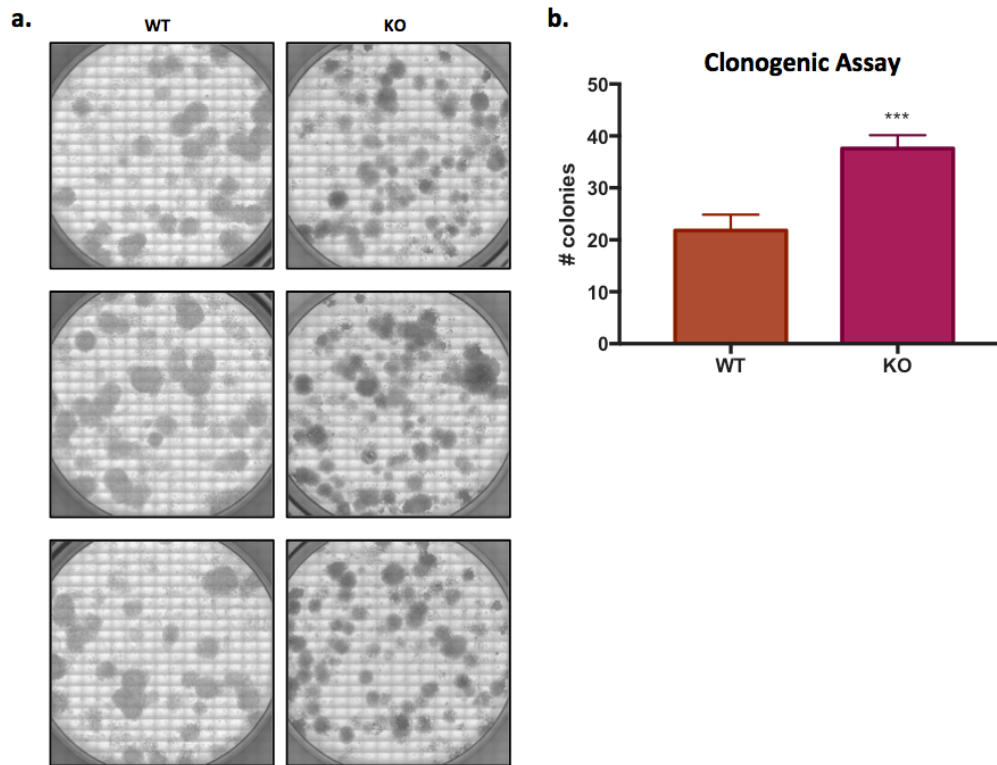 a.
WT
KO
b.
Clonogenic Assay
# colonies
50
40
30
20
10
0
***
WT
KO